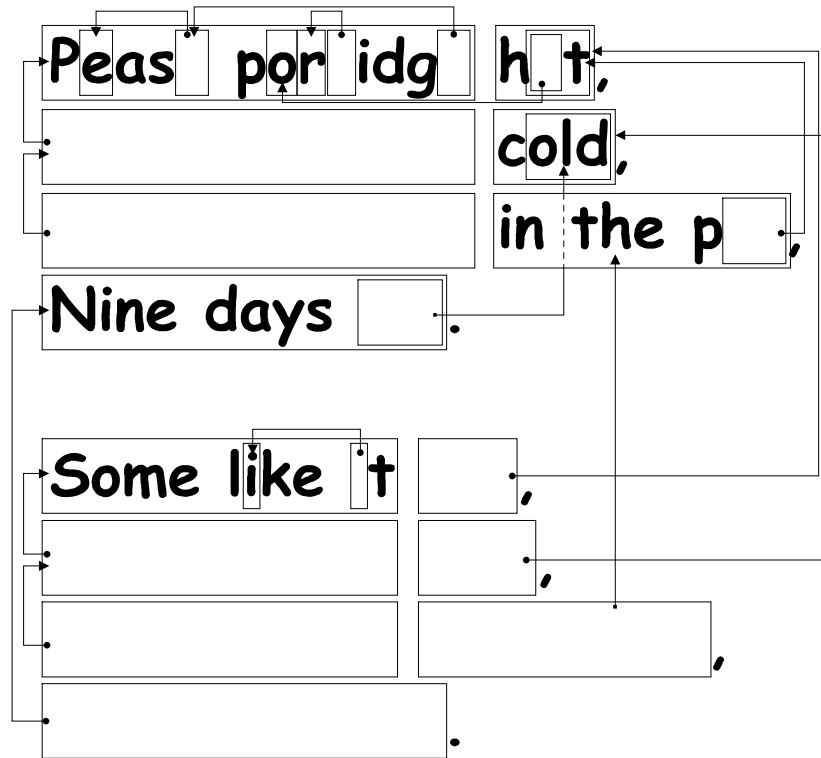 Peas por idg h t,
cold,
in the p ,
Nine days .
Some like t ,
,
,
.